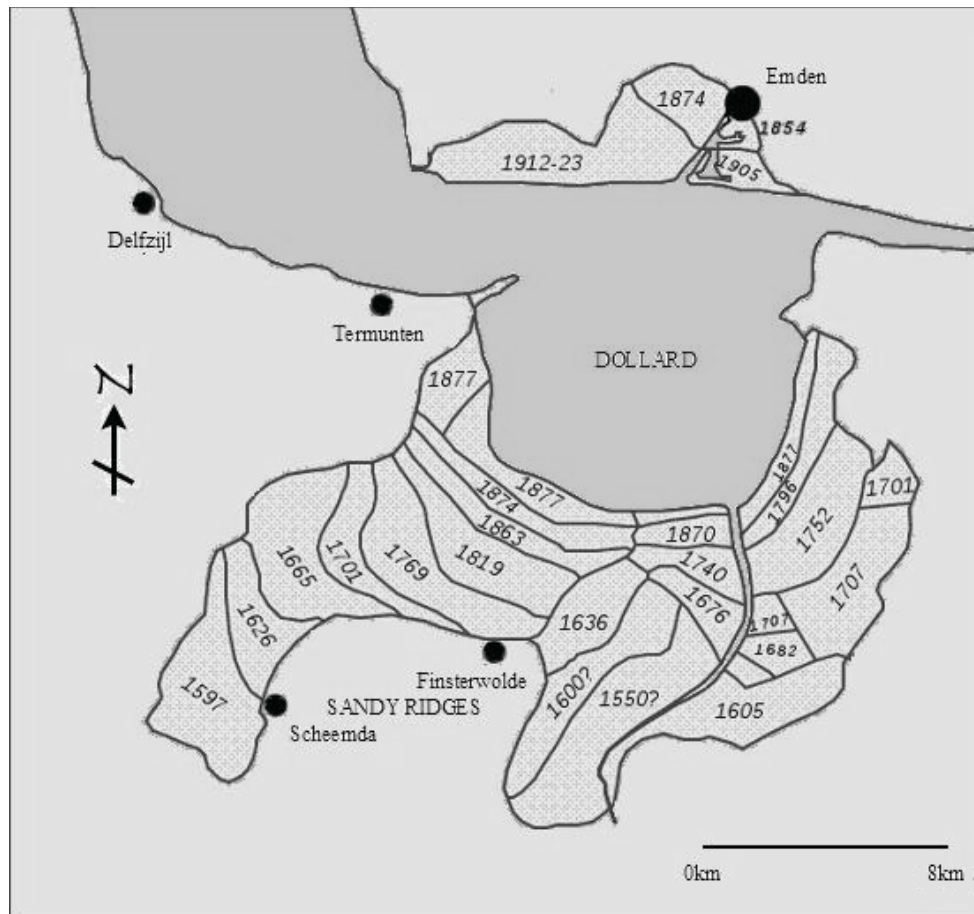 Emden
1874
1854
1912-23
1905
Delfzijl
Termunten
DOLLARD
1877
N
1877
1796
1701
1877
1874
1863
1870
1752
1665
1701
1769
1819
1740
1707
1676
1636
1707
1626
1682
1597
Finsterwolde
1600?
1550?
1605
SANDY RIDGES
Scheemda
0km
8km